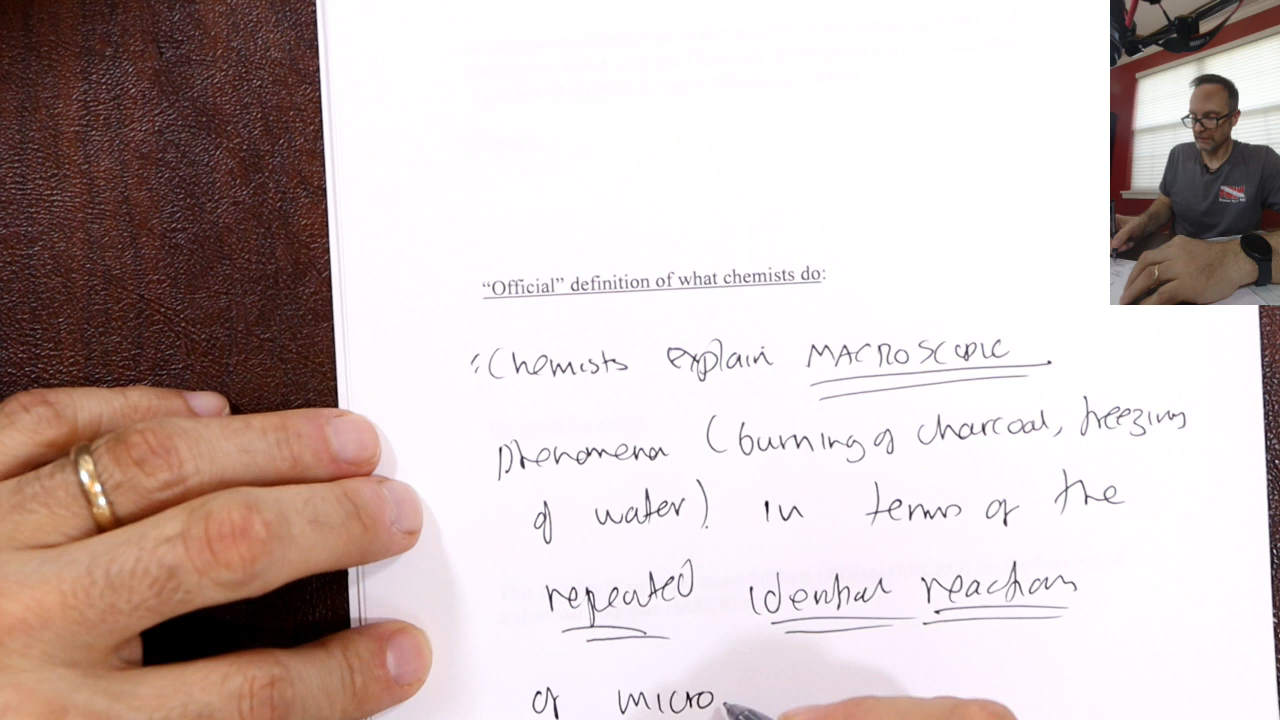 “Official” definition of what chemists do:
“Chemists explain MACROSCOPIC
phenomena (burning of charcoal, freezing
of water) in terms of the
repeated identical reaction
of micro